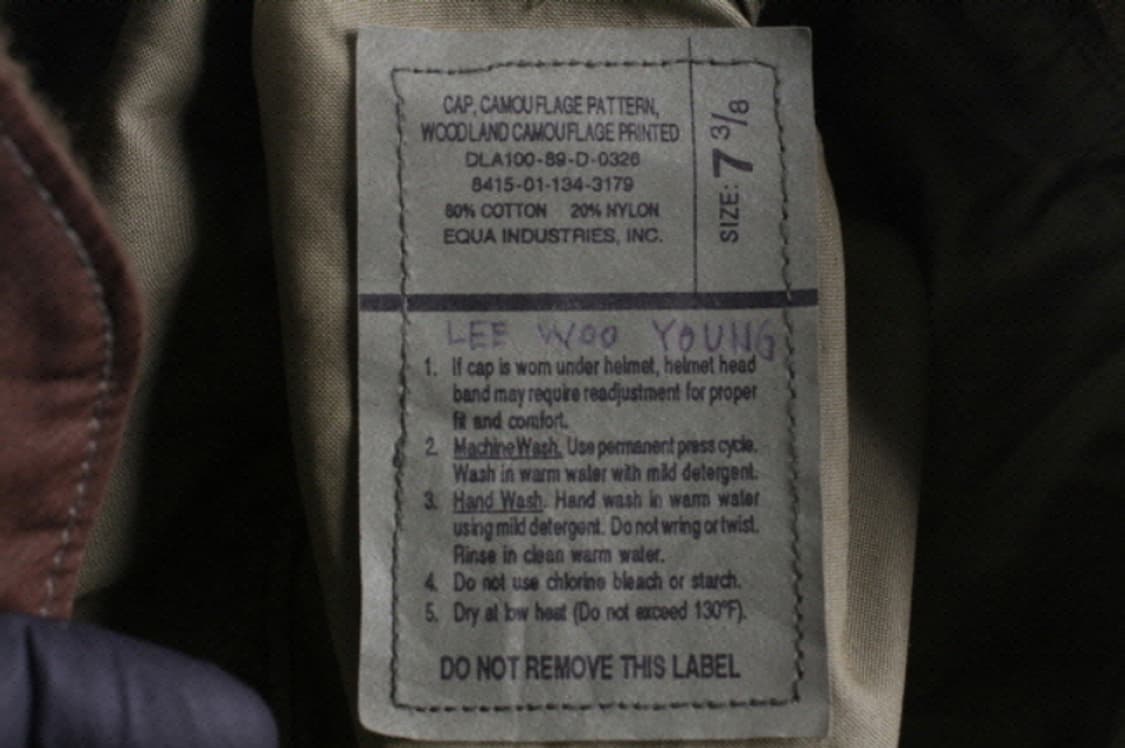 CAP, CAMOUFLAGE PATTERN,
WOODLAND CAMOUFLAGE PRINTED
DLA100-89-D-0326
8415-01-134-3179
80% COTTON 20% NYLON
EQUA INDUSTRIES, INC.
SIZE: 7 3/8
LEE WOO YOUNG
1. If cap is worn under helmet, helmet head
band may require readjustment for proper
fit and comfort.
2. Machine Wash. Use permanent press cycle.
Wash in warm water with mild detergent.
3. Hand Wash. Hand wash in warm water
using mild detergent. Do not wring or twist.
Rinse in clean warm water.
4. Do not use chlorine bleach or starch.
5. Dry at low heat (Do not exceed 130°F).
DO NOT REMOVE THIS LABEL